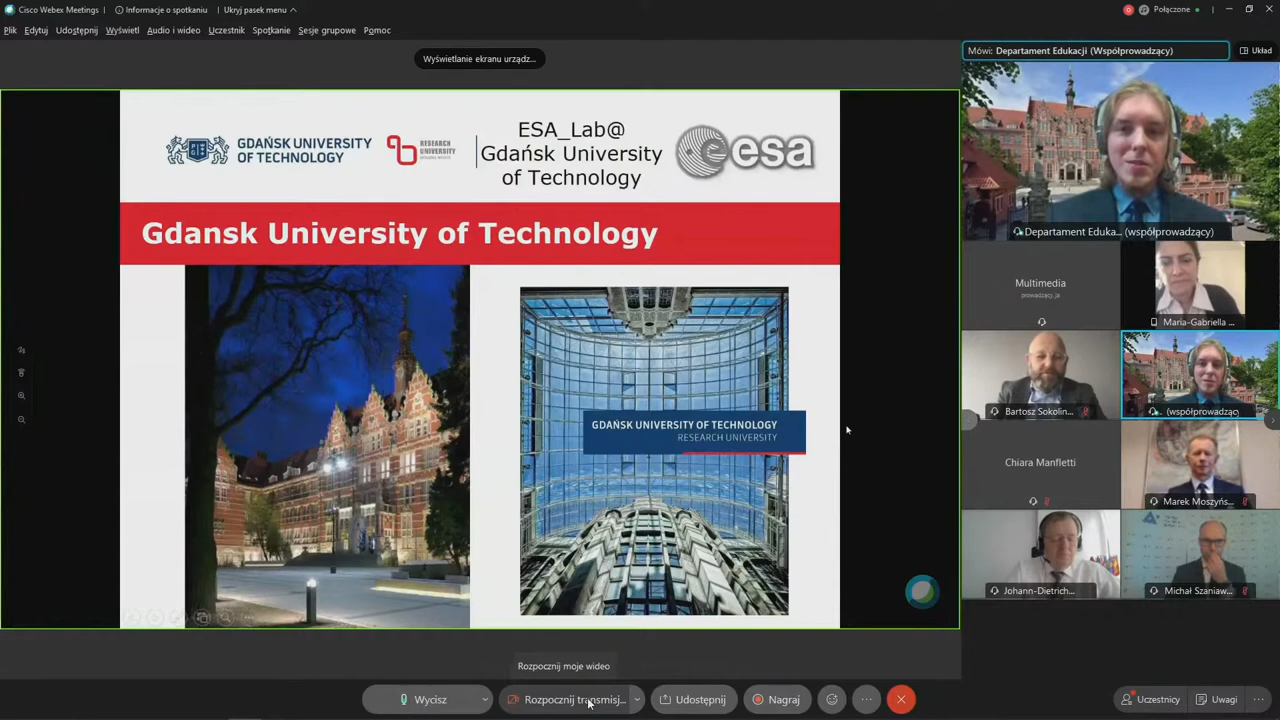 Cisco Webex Meetings
Informacje o spotkaniu
Ukryj pasek menu
Połączone
Plik
Edytuj
Udostępnij
Wyświetl
Audio i wideo
Uczestnik
Spotkanie
Sesje grupowe
Pomoc
Wyświetlanie ekranu urządz...
Mówi: Departament Edukacji (Współprowadzący)
Układ
GDAŃSK UNIVERSITY
OF TECHNOLOGY
RESEARCH
UNIVERSITY
ESA_Lab@
Gdańsk University
of Technology
esa
Gdansk University of Technology
GDAŃSK UNIVERSITY OF TECHNOLOGY
RESEARCH UNIVERSITY
Departament Eduka... (współprowadzący)
Multimedia
prowadzący, ja
Maria-Gabriella ...
Bartosz Sokolin...
... (współprowadzący
Chiara Manfletti
Marek Moszyńs...
Johann-Dietrich...
Michał Szaniaw...
Rozpocznij moje wideo
Wycisz
Rozpocznij transmisj...
Udostępnij
Nagraj
Uczestnicy
Uwagi